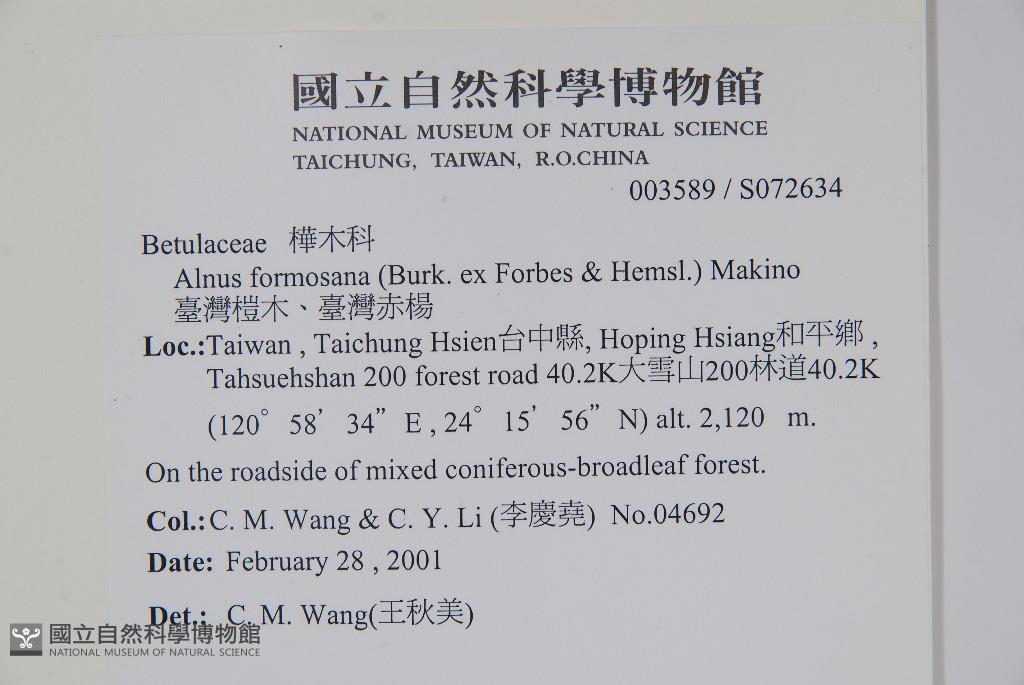 國立自然科學博物館
NATIONAL MUSEUM OF NATURAL SCIENCE
TAICHUNG, TAIWAN, R.O.CHINA
003589 / S072634
Betulaceae 樺木科
Alnus formosana (Burk. ex Forbes & Hemsl.) Makino
臺灣榿木、臺灣赤楊
Loc.:Taiwan , Taichung Hsien台中縣, Hoping Hsiang和平鄉 ,
Tahsuehshan 200 forest road 40.2K大雪山200林道40.2K
(120° 58’ 34” E , 24° 15’ 56” N) alt. 2,120 m.
On the roadside of mixed coniferous-broadleaf forest.
Col.:C. M. Wang & C. Y. Li (李慶堯) No.04692
Date: February 28 , 2001
Det.: C. M. Wang(王秋美)
國立自然科學博物館
NATIONAL MUSEUM OF NATURAL SCIENCE